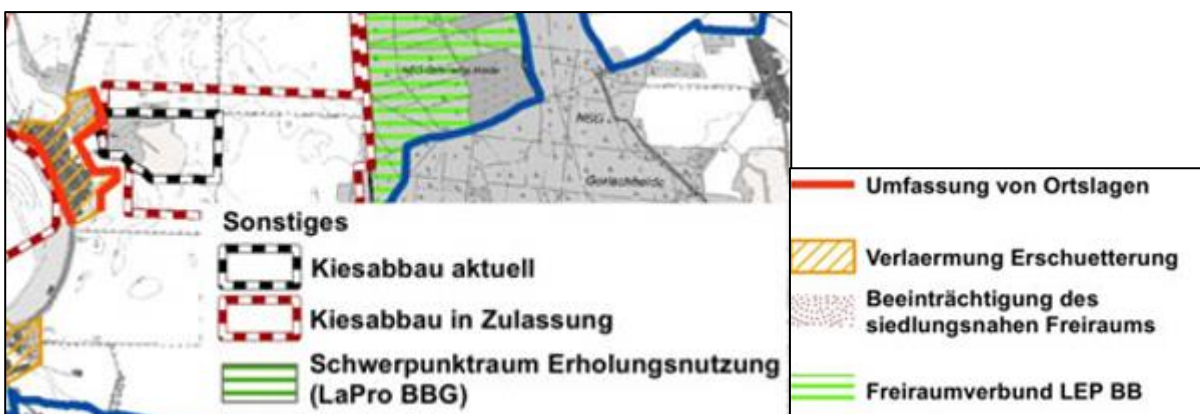 NSG
Gorischheide
Sonstiges
Kiesabbau aktuell
Kiesabbau in Zulassung
Schwerpunktraum Erholungsnutzung
(LaPro BBG)
Umfassung von Ortslagen
Verlaermung Erschuetterung
Beeinträchtigung des
siedlungsnahen Freiraums
Freiraumverbund LEP BB